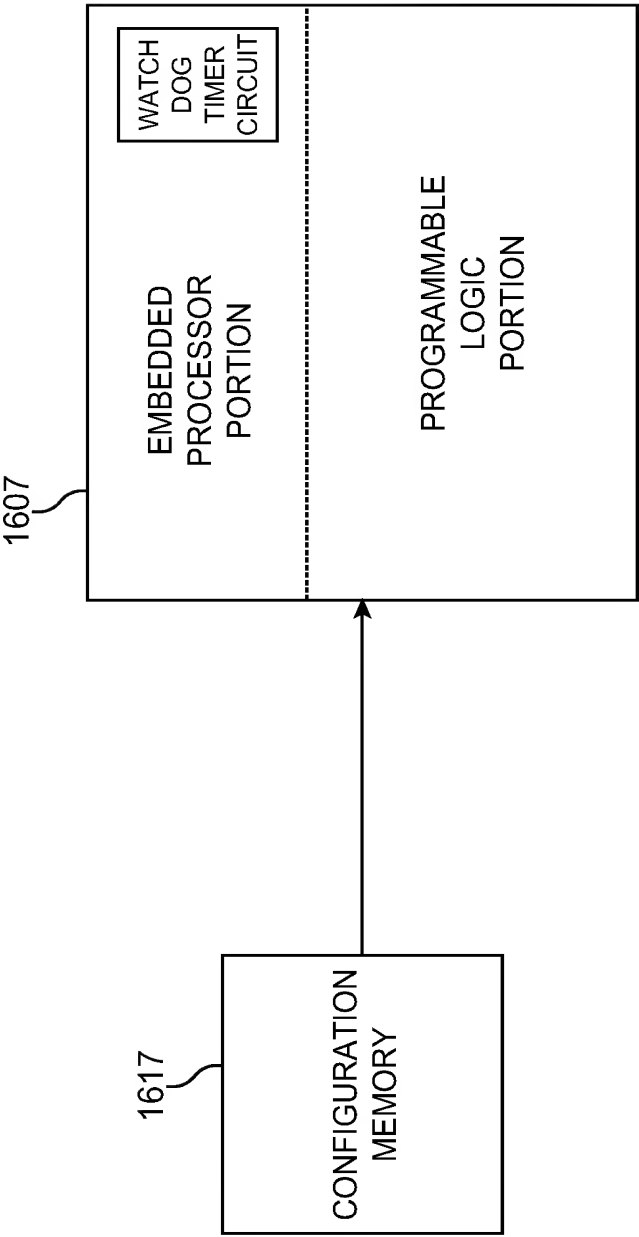 1617
CONFIGURATION
MEMORY
1607
EMBEDDED
PROCESSOR
PORTION
WATCH
DOG
TIMER
CIRCUIT
PROGRAMMABLE
LOGIC
PORTION